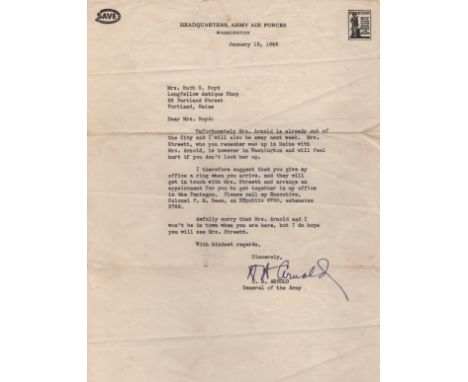 SAVE
HEADQUARTERS, ARMY AIR FORCES
WASHINGTON
January 15, 1945
Mrs. Ruth G. Boyd
Longfellow Antique Shop
Portland Street
Portland, Maine
Dear Mrs. Boyd:
Unfortunately Mrs. Arnold is already out of
the City and I will also be away next week. Mrs.
Streett, who you remember was up in Maine with
Mrs. Arnold, is however in Washington and will feel
hurt if you don't look her up.
I therefore suggest that you give my
office a ring when you arrive, and they will
get in touch with Mrs. Streett and arrange an
appointment for you to get together in my office
in the Pentagon. Please call my Executive,
Colonel F. M. Dean, on REpublic 6700, extension
Awfully sorry that Mrs. Arnold and I
won't be in town when you are here, but I do hope
you will see Mrs. Streett.
With kindest regards,
Sincerely,
H H Arnold
H. H. ARNOLD
General of the Army